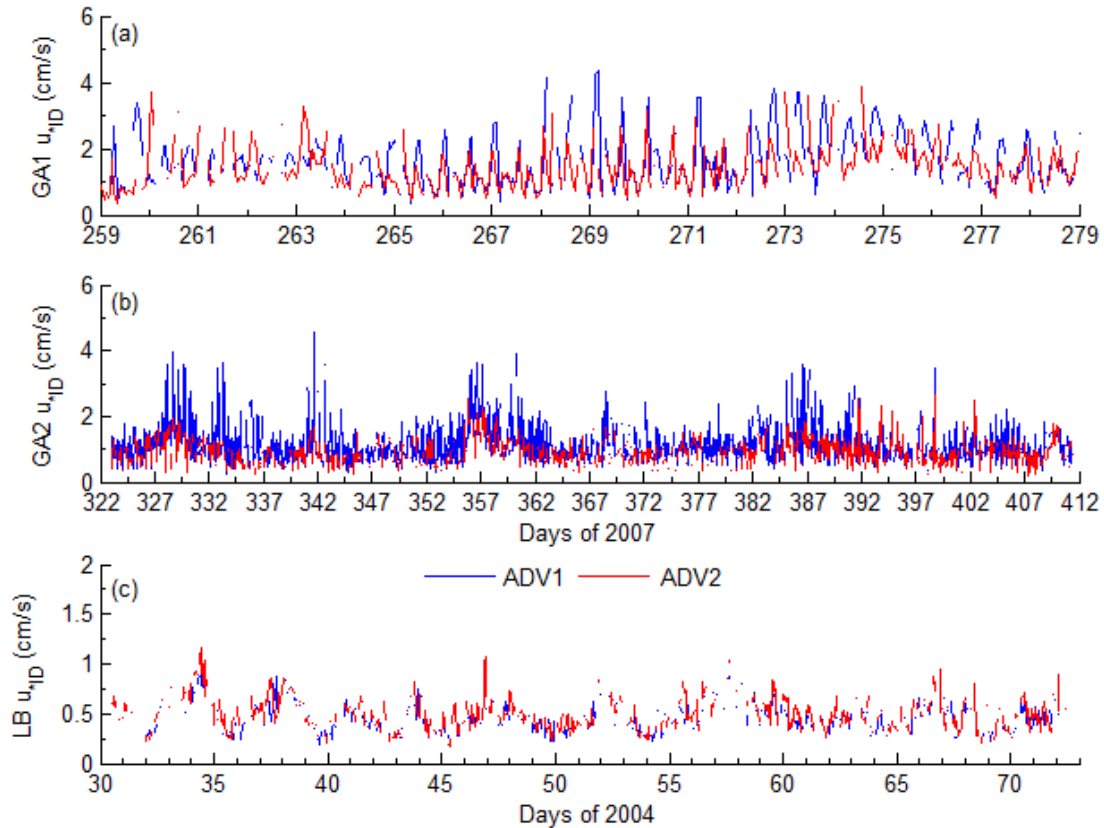 (a)
GA1 u*ID (cm/s)
6
4
2
0
259 261 263 265 267 269 271 273 275 277 279
(b)
GA2 u*ID (cm/s)
6
4
2
0
322 327 332 337 342 347 352 357 362 367 372 377 382 387 392 397 402 407 412
Days of 2007
(c)
ADV1 ADV2
LB u*ID (cm/s)
2
1.5
1
0.5
0
30 35 40 45 50 55 60 65 70
Days of 2004